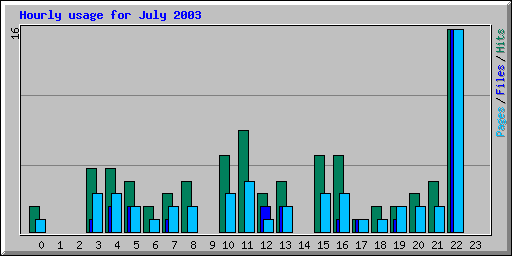 Hourly usage for July 2003
16
Pages / Files / Hits
0 1 2 3 4 5 6 7 8 9 10 11 12 13 14 15 16 17 18 19 20 21 22 23